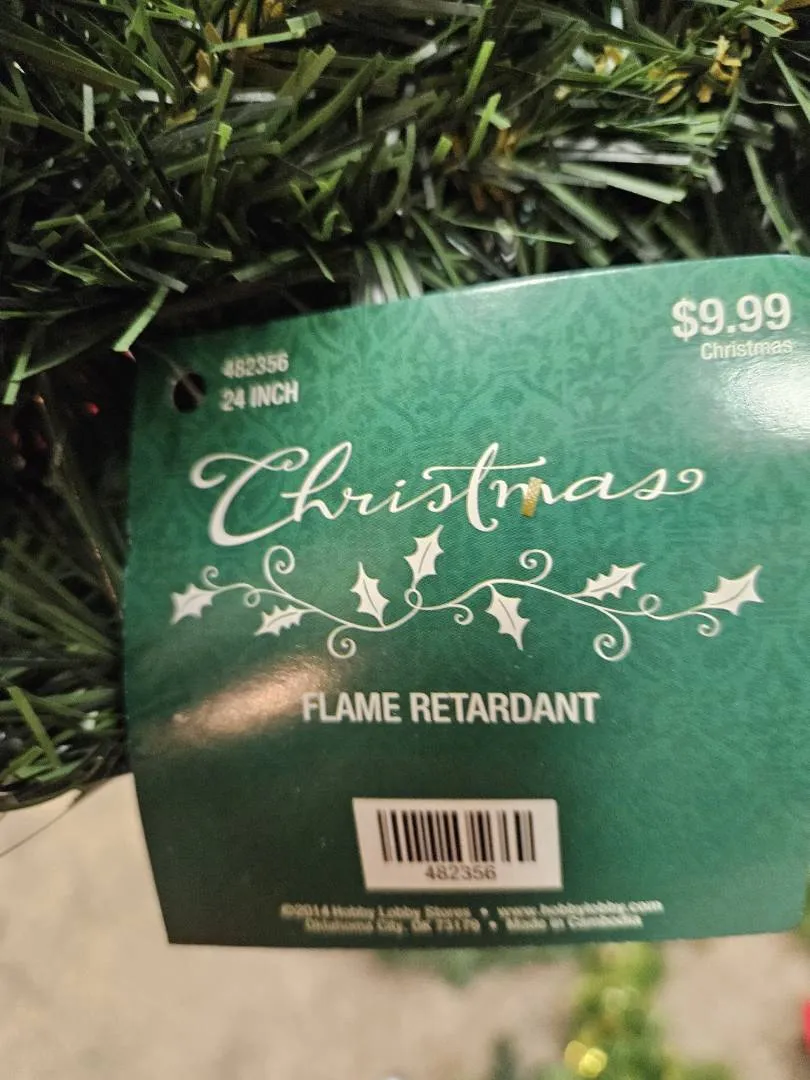 $9.99
Christmas
482356
24 INCH
Christmas
FLAME RETARDANT
482356
©2014 Hobby Lobby Stores • www.hobbylobby.com
Oklahoma City, OK 73179 • Made in Cambodia